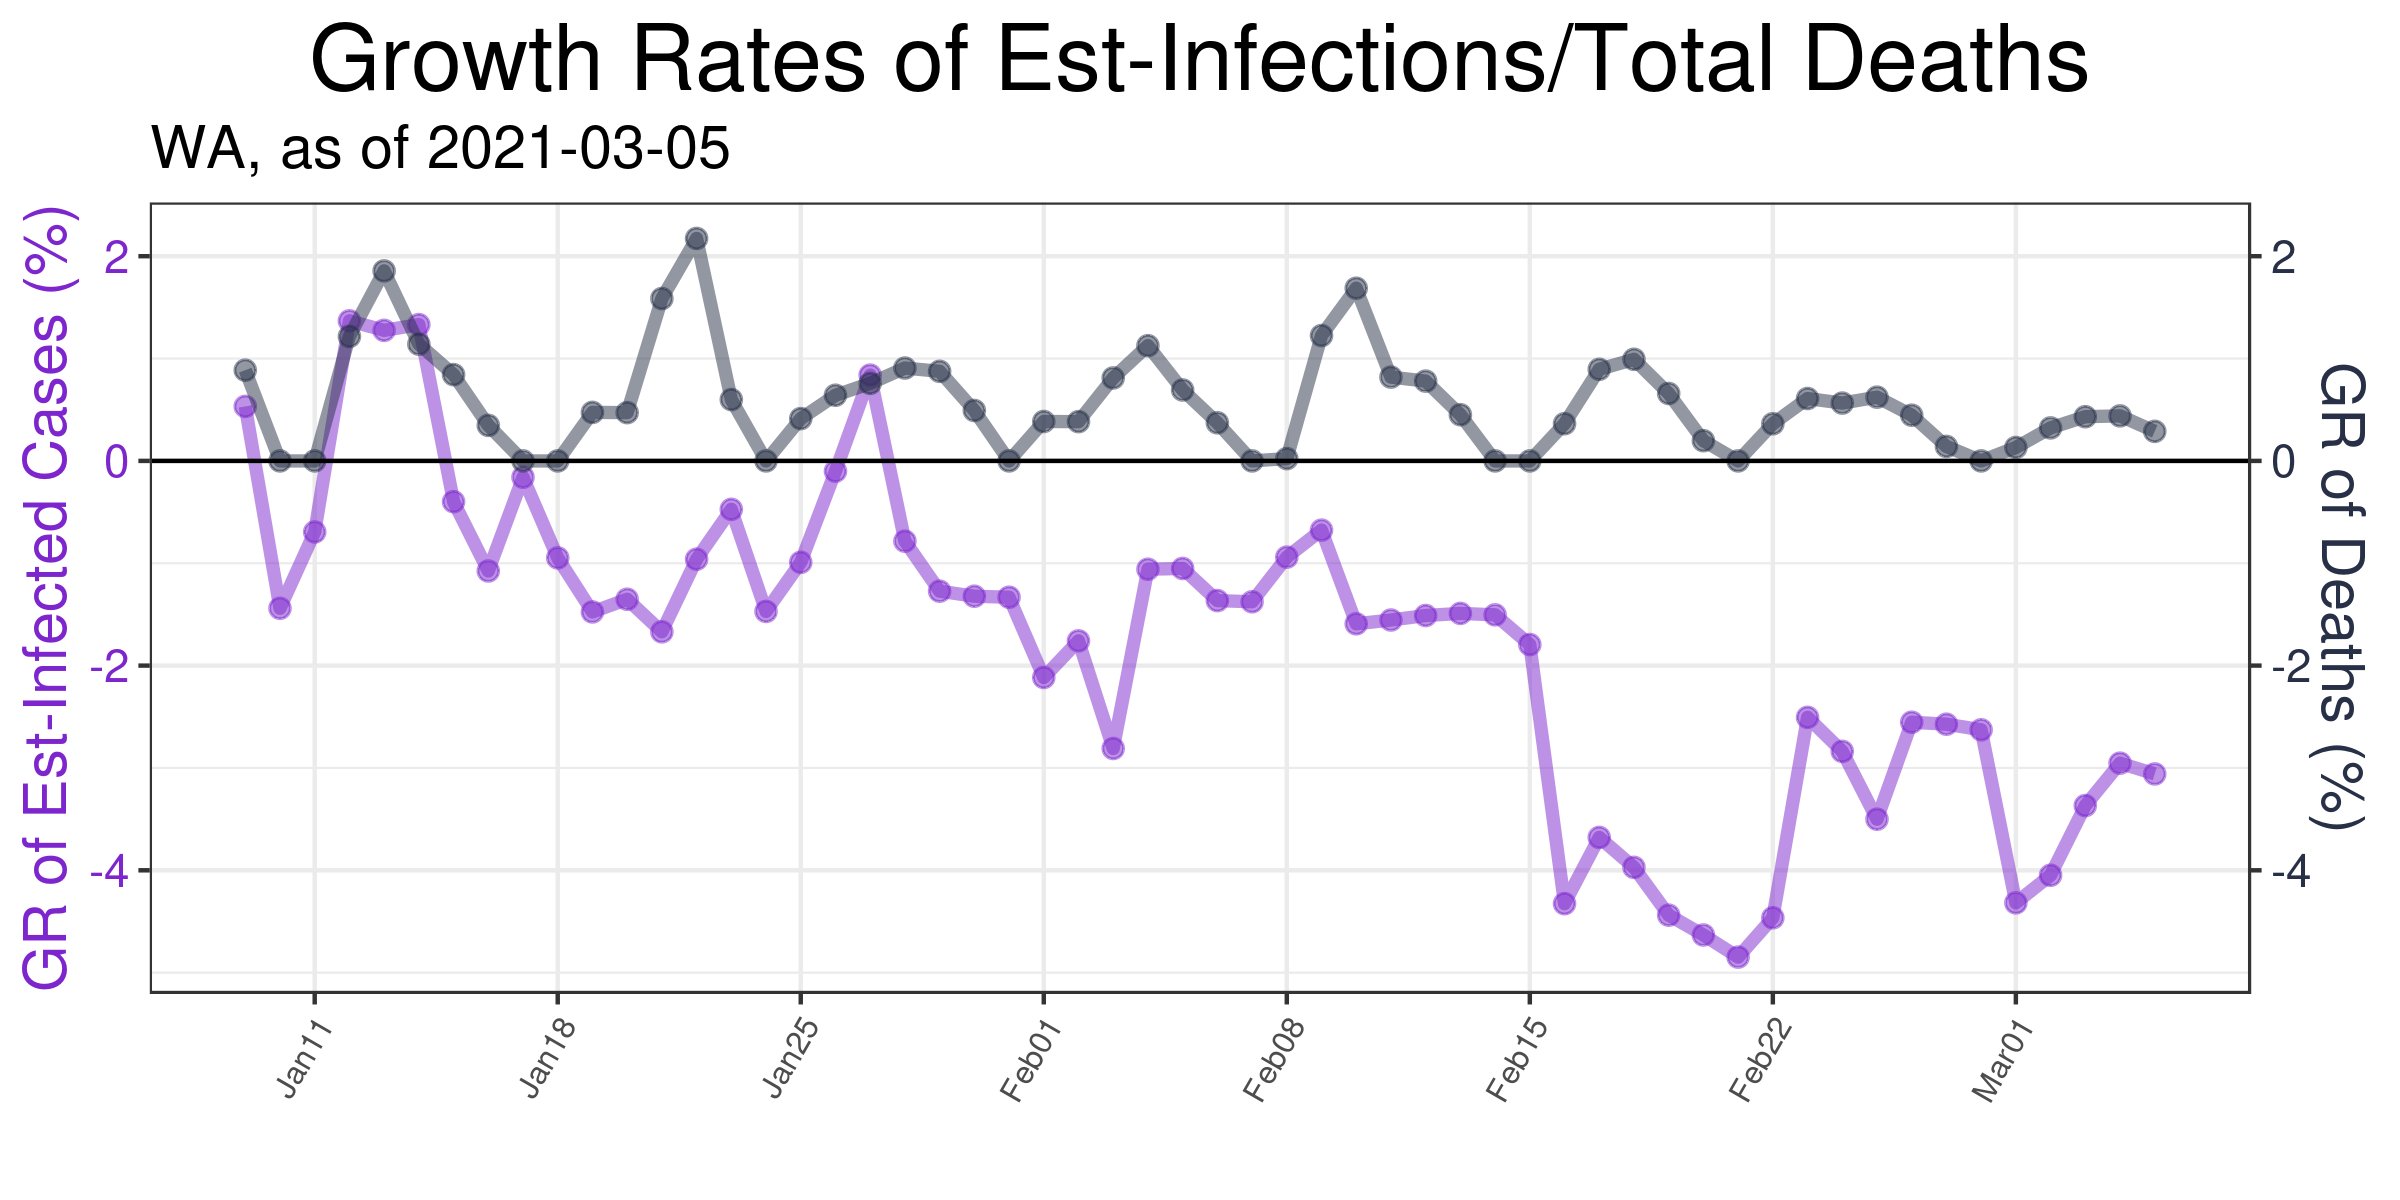 Growth Rates of Est-Infections/Total Deaths
WA, as of 2021-03-05
GR of Est-Infected Cases (%)
2
0
-2
-4
2
0
-2
-4
GR of Deaths (%)
Jan11
Jan18
Jan25
Feb01
Feb08
Feb15
Feb22
Mar01